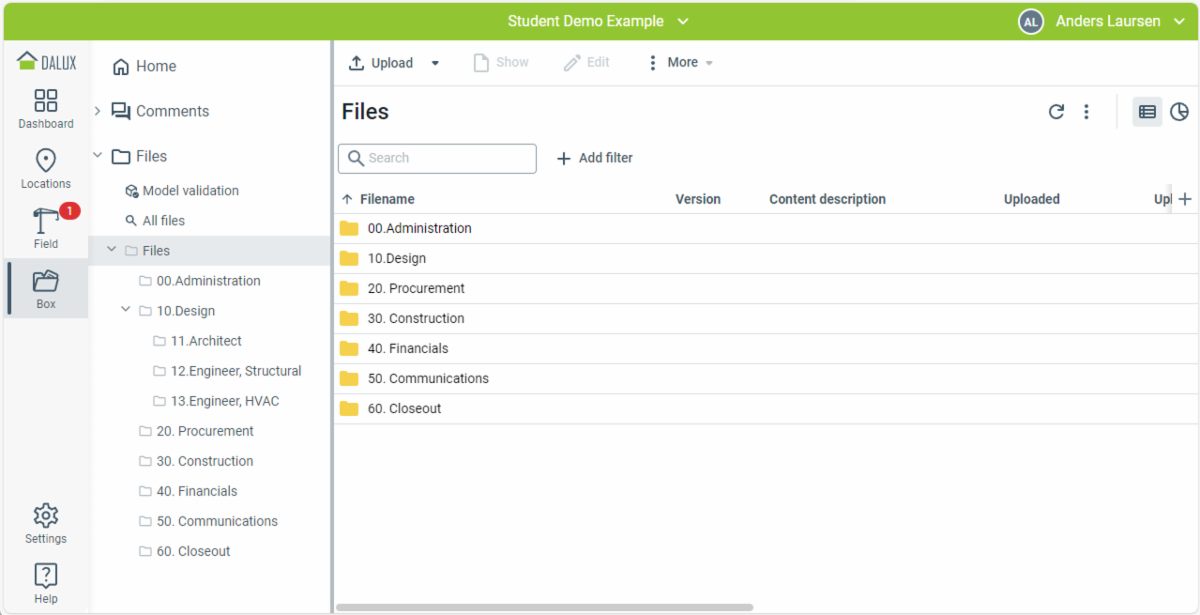 Student Demo Example
AL Anders Laursen
DALUX
Dashboard
Locations
1
Field
Box
Settings
Help
Home
Comments
Files
Model validation
All files
Files
00.Administration
10.Design
11.Architect
12.Engineer, Structural
13.Engineer, HVAC
20. Procurement
30. Construction
40. Financials
50. Communications
60. Closeout
Upload Show Edit More
Files
Search Add filter
Filename Version Content description Uploaded Upl
00.Administration
10.Design
20. Procurement
30. Construction
40. Financials
50. Communications
60. Closeout